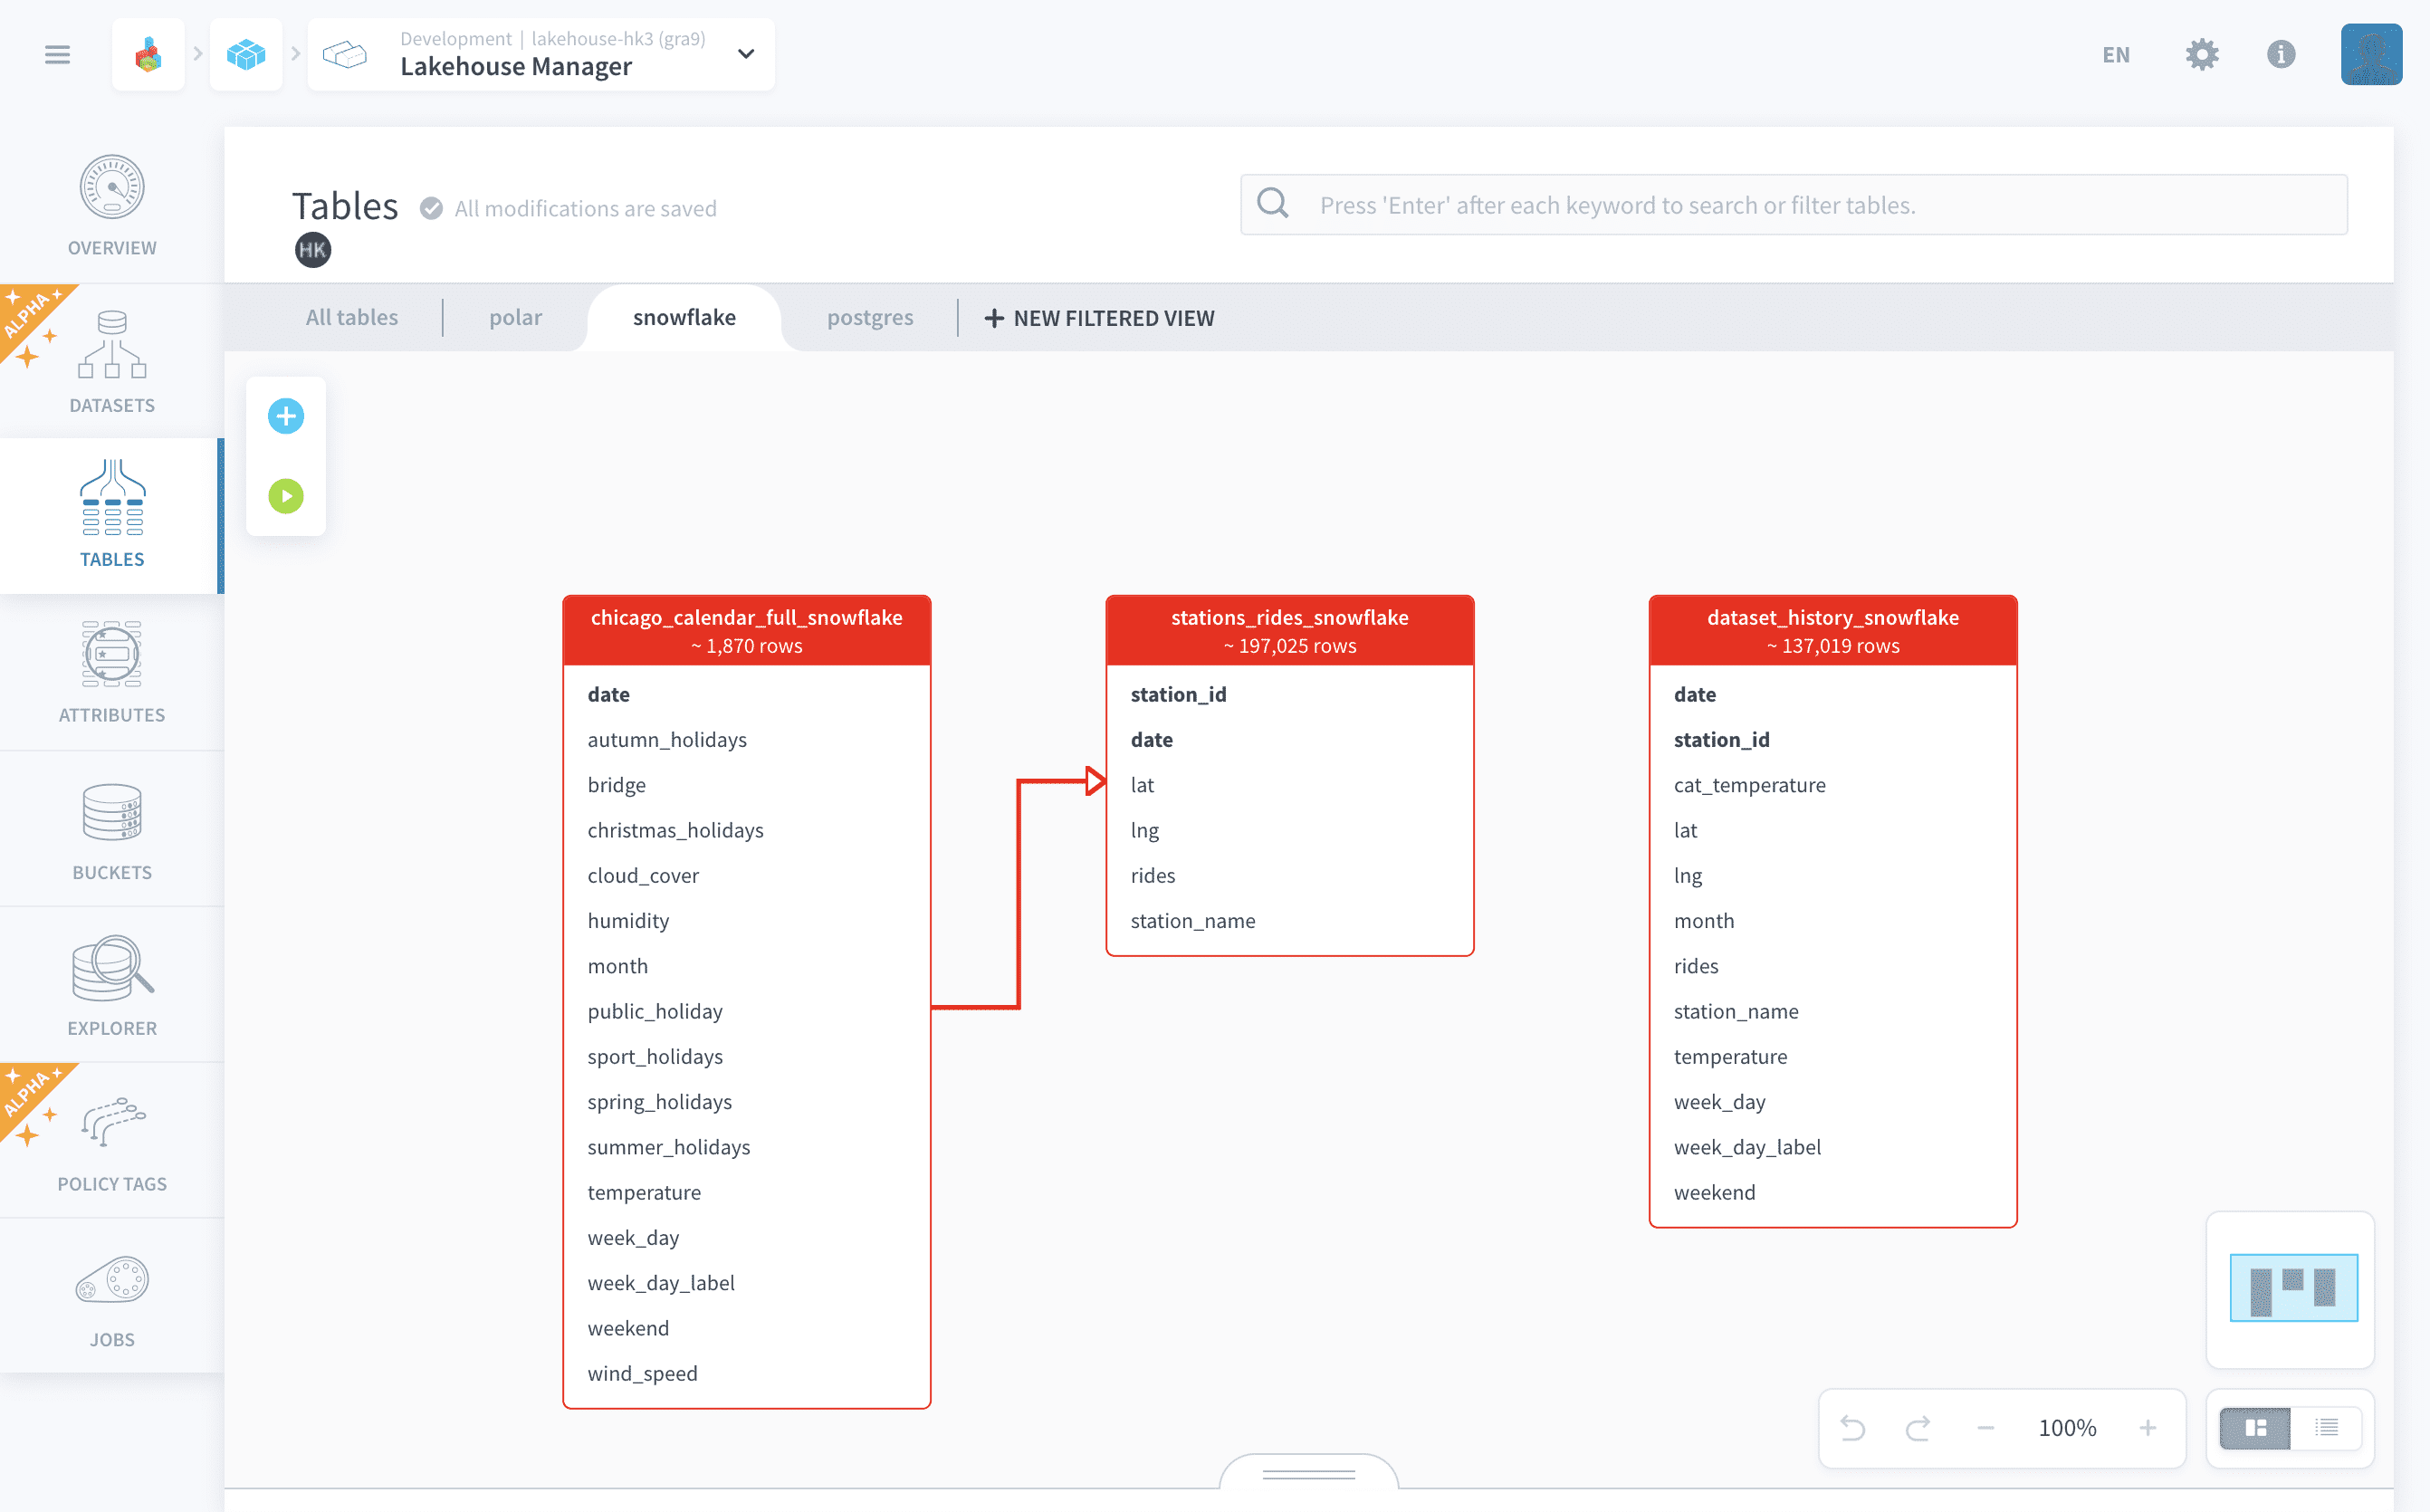 Development | lakehouse-hk3 (gra9)
Lakehouse Manager
EN
OVERVIEW
ALPHA
DATASETS
TABLES
ATTRIBUTES
BUCKETS
EXPLORER
ALPHA
POLICY TAGS
JOBS
Tables
All modifications are saved
HK
Press 'Enter' after each keyword to search or filter tables.
All tables
polar
snowflake
postgres
+ NEW FILTERED VIEW
chicago_calendar_full_snowflake
~ 1,870 rows
date
autumn_holidays
bridge
christmas_holidays
cloud_cover
humidity
month
public_holiday
sport_holidays
spring_holidays
summer_holidays
temperature
week_day
week_day_label
weekend
wind_speed
stations_rides_snowflake
~ 197,025 rows
station_id
date
lat
lng
rides
station_name
dataset_history_snowflake
~ 137,019 rows
date
station_id
cat_temperature
lat
lng
month
rides
station_name
temperature
week_day
week_day_label
weekend
100%